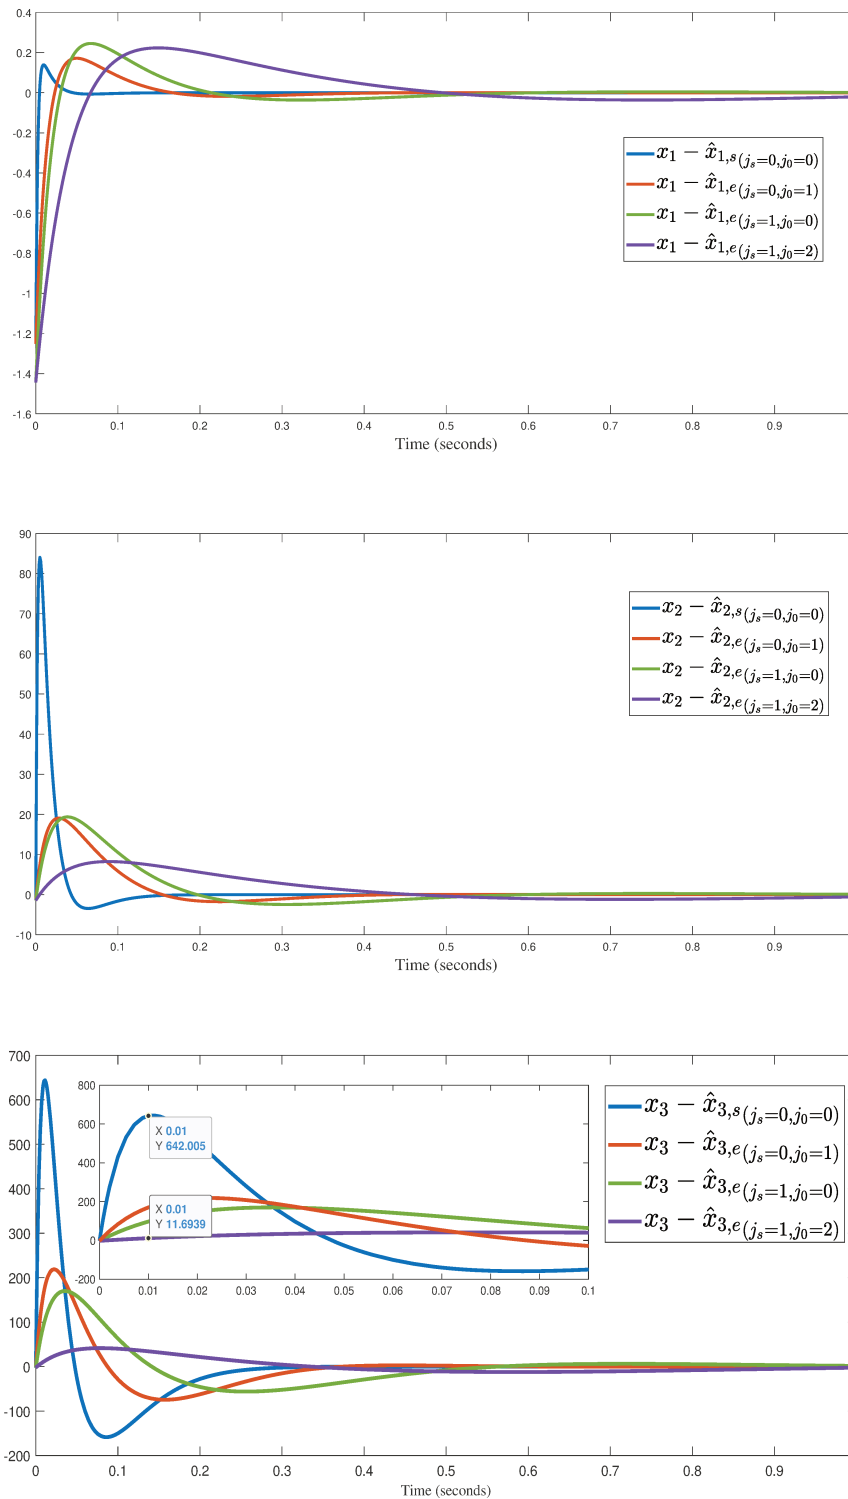 0.4
0.2
0
-0.2
-0.4
-0.6
-0.8
-1
-1.2
-1.4
-1.6
0 0.1 0.2 0.3 0.4 0.5 0.6 0.7 0.8 0.9
Time (seconds)
x₁ − x̂₁,ₛ(jₛ=0,j₀=0)
x₁ − x̂₁,ₑ(jₛ=0,j₀=1)
x₁ − x̂₁,ₑ(jₛ=1,j₀=0)
x₁ − x̂₁,ₑ(jₛ=1,j₀=2)
90
80
70
60
50
40
30
20
10
0
-10
0 0.1 0.2 0.3 0.4 0.5 0.6 0.7 0.8 0.9
Time (seconds)
x₂ − x̂₂,ₛ(jₛ=0,j₀=0)
x₂ − x̂₂,ₑ(jₛ=0,j₀=1)
x₂ − x̂₂,ₑ(jₛ=1,j₀=0)
x₂ − x̂₂,ₑ(jₛ=1,j₀=2)
700
600
500
400
300
200
100
0
-100
-200
0 0.1 0.2 0.3 0.4 0.5 0.6 0.7 0.8 0.9
Time (seconds)
800
600
400
200
0
-200
0 0.01 0.02 0.03 0.04 0.05 0.06 0.07 0.08 0.09 0.1
X 0.01
Y 642.005
X 0.01
Y 11.6939
x₃ − x̂₃,ₛ(jₛ=0,j₀=0)
x₃ − x̂₃,ₑ(jₛ=0,j₀=1)
x₃ − x̂₃,ₑ(jₛ=1,j₀=0)
x₃ − x̂₃,ₑ(jₛ=1,j₀=2)